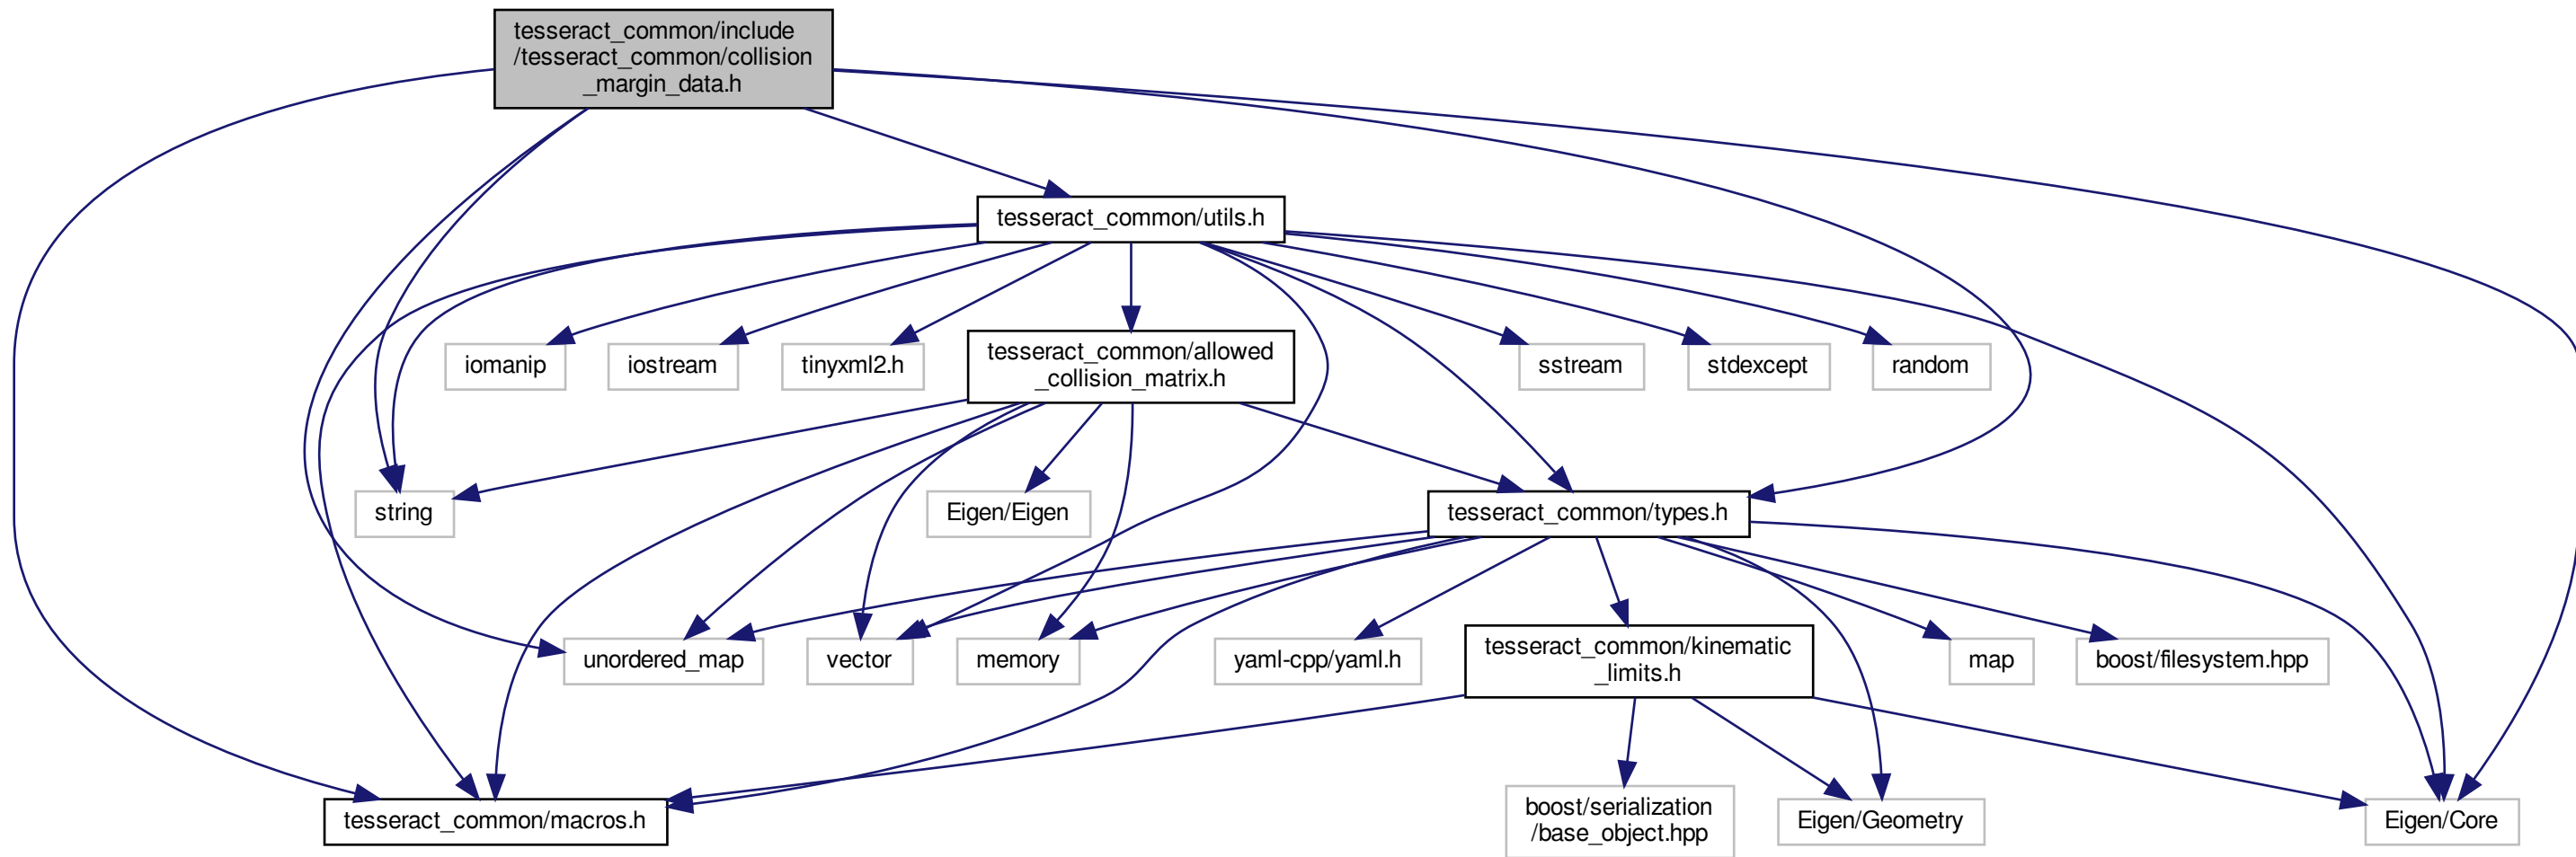 tesseract_common/include
/tesseract_common/collision
_margin_data.h
tesseract_common/utils.h
iomanip
iostream
tinyxml2.h
tesseract_common/allowed
_collision_matrix.h
sstream
stdexcept
random
string
Eigen/Eigen
tesseract_common/types.h
unordered_map
vector
memory
yaml-cpp/yaml.h
tesseract_common/kinematic
_limits.h
map
boost/filesystem.hpp
tesseract_common/macros.h
boost/serialization
/base_object.hpp
Eigen/Geometry
Eigen/Core